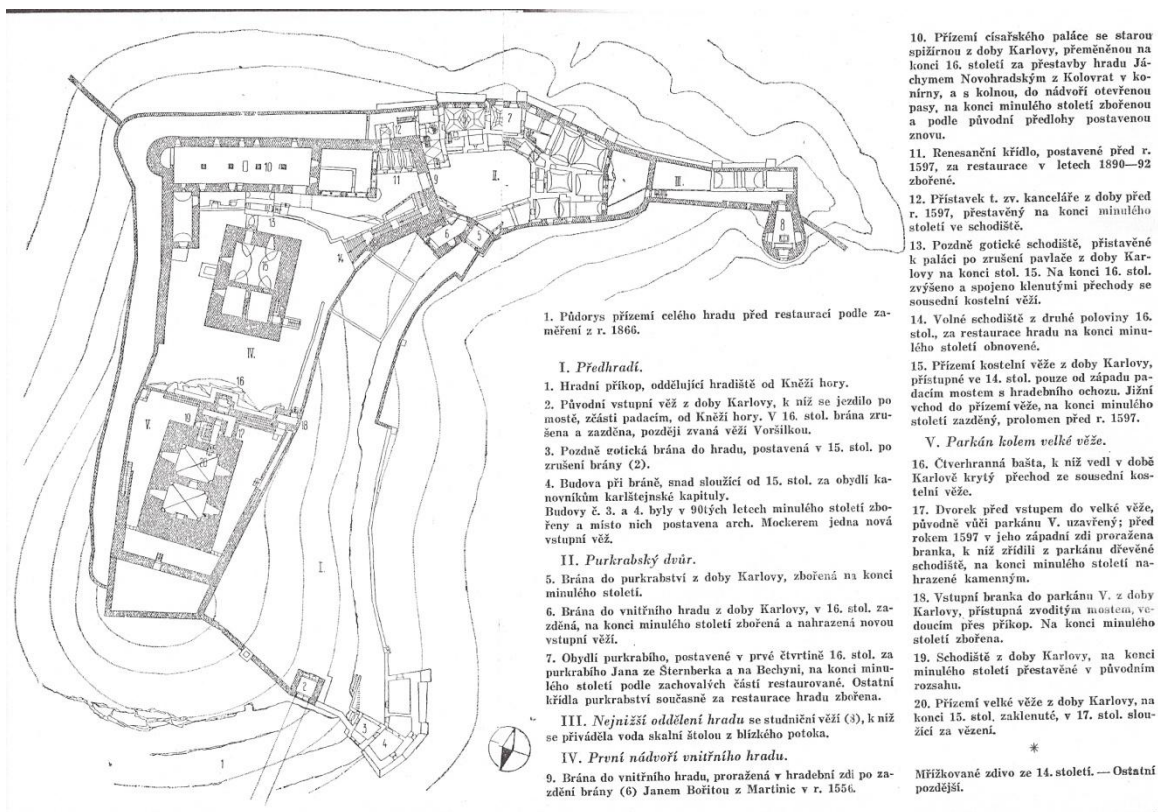 1. Půdorys přízemí celého hradu před restaurací podle za-
měření z r. 1866.
I. Předhradí.
1. Hradní příkop, oddělující hradiště od Kněží hory.
2. Původní vstupní věž z doby Karlovy, k níž se jezdilo po
mostě, zčásti padacím, od Kněží hory. V 16. stol. brána zru-
šena a zazděna, později zvaná věží Voršilkou.
3. Pozdně gotická brána do hradu, postavená v 15. stol. po
zrušení brány (2).
4. Budova při bráně, snad sloužící od 15. stol. za obydlí ka-
novníkům karlštejnské kapituly.
Budovy č. 3. a 4. byly v 90tých letech minulého století zbo-
řeny a místo nich postavena arch. Mockerem jedna nová
vstupní věž.
II. Purkrabský dvůr.
5. Brána do purkrabství z doby Karlovy, zbořená na konci
minulého století.
6. Brána do vnitřního hradu z doby Karlovy, v 16. stol. za-
zděná, na konci minulého století zbořená a nahrazená novou
vstupní věží.
7. Obydlí purkrabího, postavené v prvé čtvrtině 16. stol. za
purkrabího Jana ze Šternberka a na Bechyni, na konci minu-
lého století podle zachovalých částí restaurované. Ostatní
křídla purkrabství současně za restaurace hradu zbořena.
III. Nejnižší oddělení hradu se studniční věží (8), k níž
se přiváděla voda skalní štolou z blízkého potoka.
IV. První nádvoří vnitřního hradu.
9. Brána do vnitřního hradu, proražená v hradební zdi po za-
zdění brány (6) Janem Bořitou z Martinic v r. 1556.
10. Přízemí císařského paláce se starou
spižírnou z doby Karlovy, přeměněnou na
konci 16. století za přestavby hradu Já-
chymem Novohradským z Kolovrat v ko-
nírny, a s kolnou, do nádvoří otevřenou
pasy, na konci minulého století zbořenou
a podle původní předlohy postavenou
znovu.
11. Renesanční křídlo, postavené před r.
1597, za restaurace v letech 1890—92
zbořené.
12. Přístavek t. zv. kanceláře z doby před
r. 1597, přestavěný na konci minulého
století ve schodiště.
13. Pozdně gotické schodiště, přistavěné
k paláci po zrušení pavlače z doby Kar-
lovy na konci stol. 15. Na konci 16. stol.
zvýšeno a spojeno klenutými přechody se
sousední kostelní věží.
14. Volné schodiště z druhé poloviny 16.
stol., za restaurace hradu na konci minu-
lého století obnovené.
15. Přízemí kostelní věže z doby Karlovy,
přístupné ve 14. stol. pouze od západu pa-
dacím mostem s hradebního ochozu. Jižní
vchod do přízemí věže, na konci minulého
století zazděný, prolomen před r. 1597.
V. Parkán kolem velké věže.
16. Čtverhranná bašta, k níž vedl v době
Karlově krytý přechod ze sousední kos-
telní věže.
17. Dvorek před vstupem do velké věže,
původně vůči parkánu V. uzavřený; před
rokem 1597 v jeho západní zdi proražena
branka, k níž zřídili z parkánu dřevěné
schodiště, na konci minulého století na-
hrazené kamenným.
18. Vstupní branka do parkánu V. z doby
Karlovy, přístupná zvoditým mostem, ve-
doucím přes příkop. Na konci minulého
století zbořena.
19. Schodiště z doby Karlovy, na konci
minulého století přestavěné v původním
rozsahu.
20. Přízemí velké věže z doby Karlovy, na
konci 15. stol. zaklenuté, v 17. stol. slou-
žící za vězení.
*
Mřížkované zdivo ze 14. století. — Ostatní
pozdější.
12
7
10
11
9
II.
III.
6
5
8
13
14
15
IV.
16
V.
19
17
18
20
I.
2
3
4
1